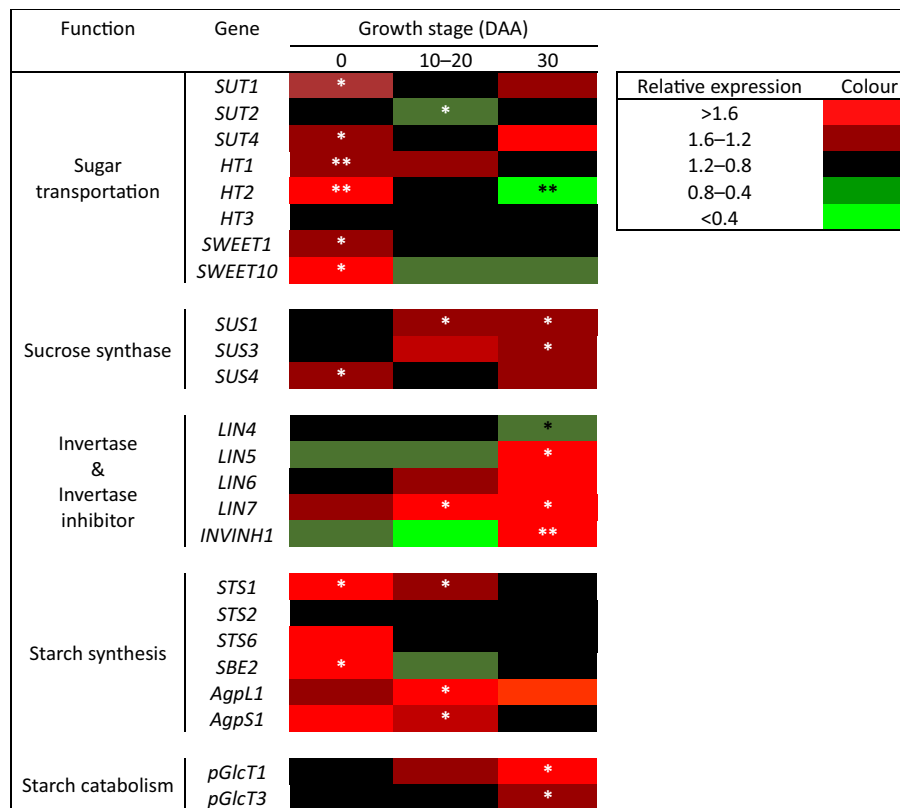 Function Gene Growth stage (DAA)
0 10–20 30
Sugar transportation
SUT1 *
SUT2 *
SUT4 *
HT1 **
HT2 ** **
HT3
SWEET1 *
SWEET10 *
Sucrose synthase
SUS1 * *
SUS3 *
SUS4 *
Invertase
&
Invertase
inhibitor
LIN4 *
LIN5 *
LIN6
LIN7 * *
INVINH1 **
Starch synthesis
STS1 * *
STS2
STS6
SBE2 *
AgpL1 *
AgpS1 *
Starch catabolism
pGlcT1 *
pGlcT3 *
Relative expression Colour
>1.6
1.6–1.2
1.2–0.8
0.8–0.4
<0.4